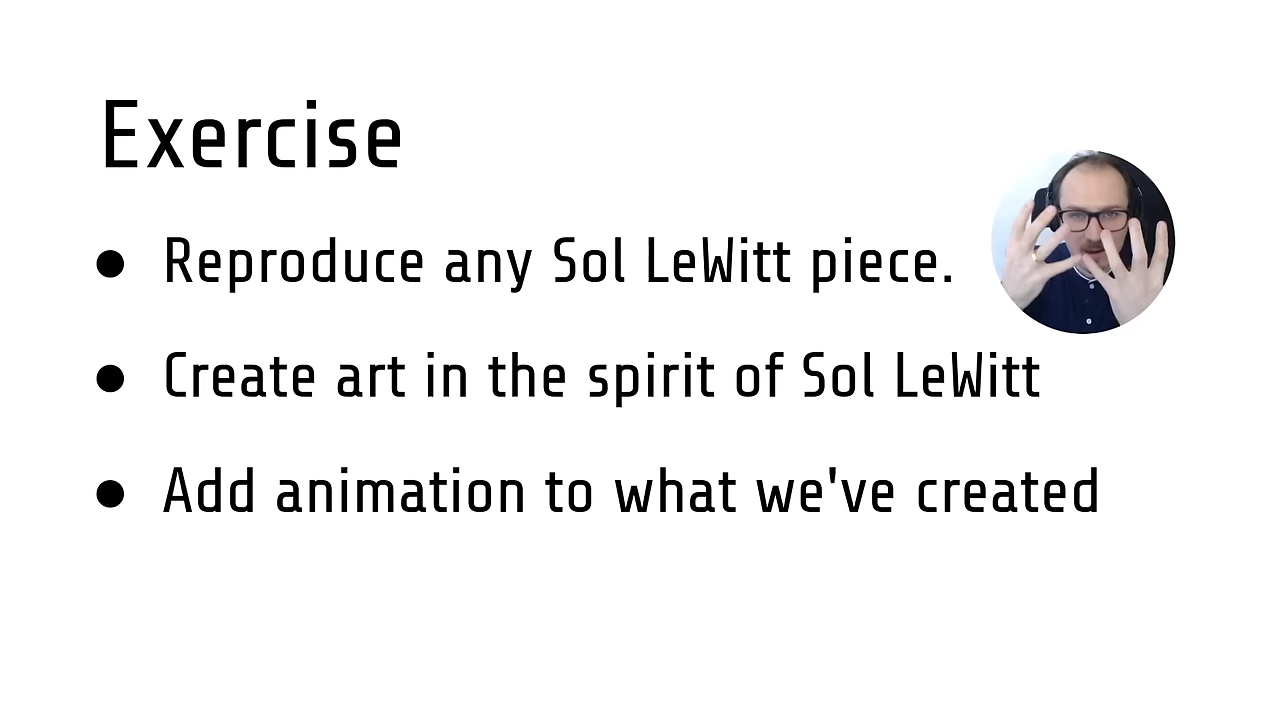 Exercise
● Reproduce any Sol LeWitt piece.
● Create art in the spirit of Sol LeWitt
● Add animation to what we've created